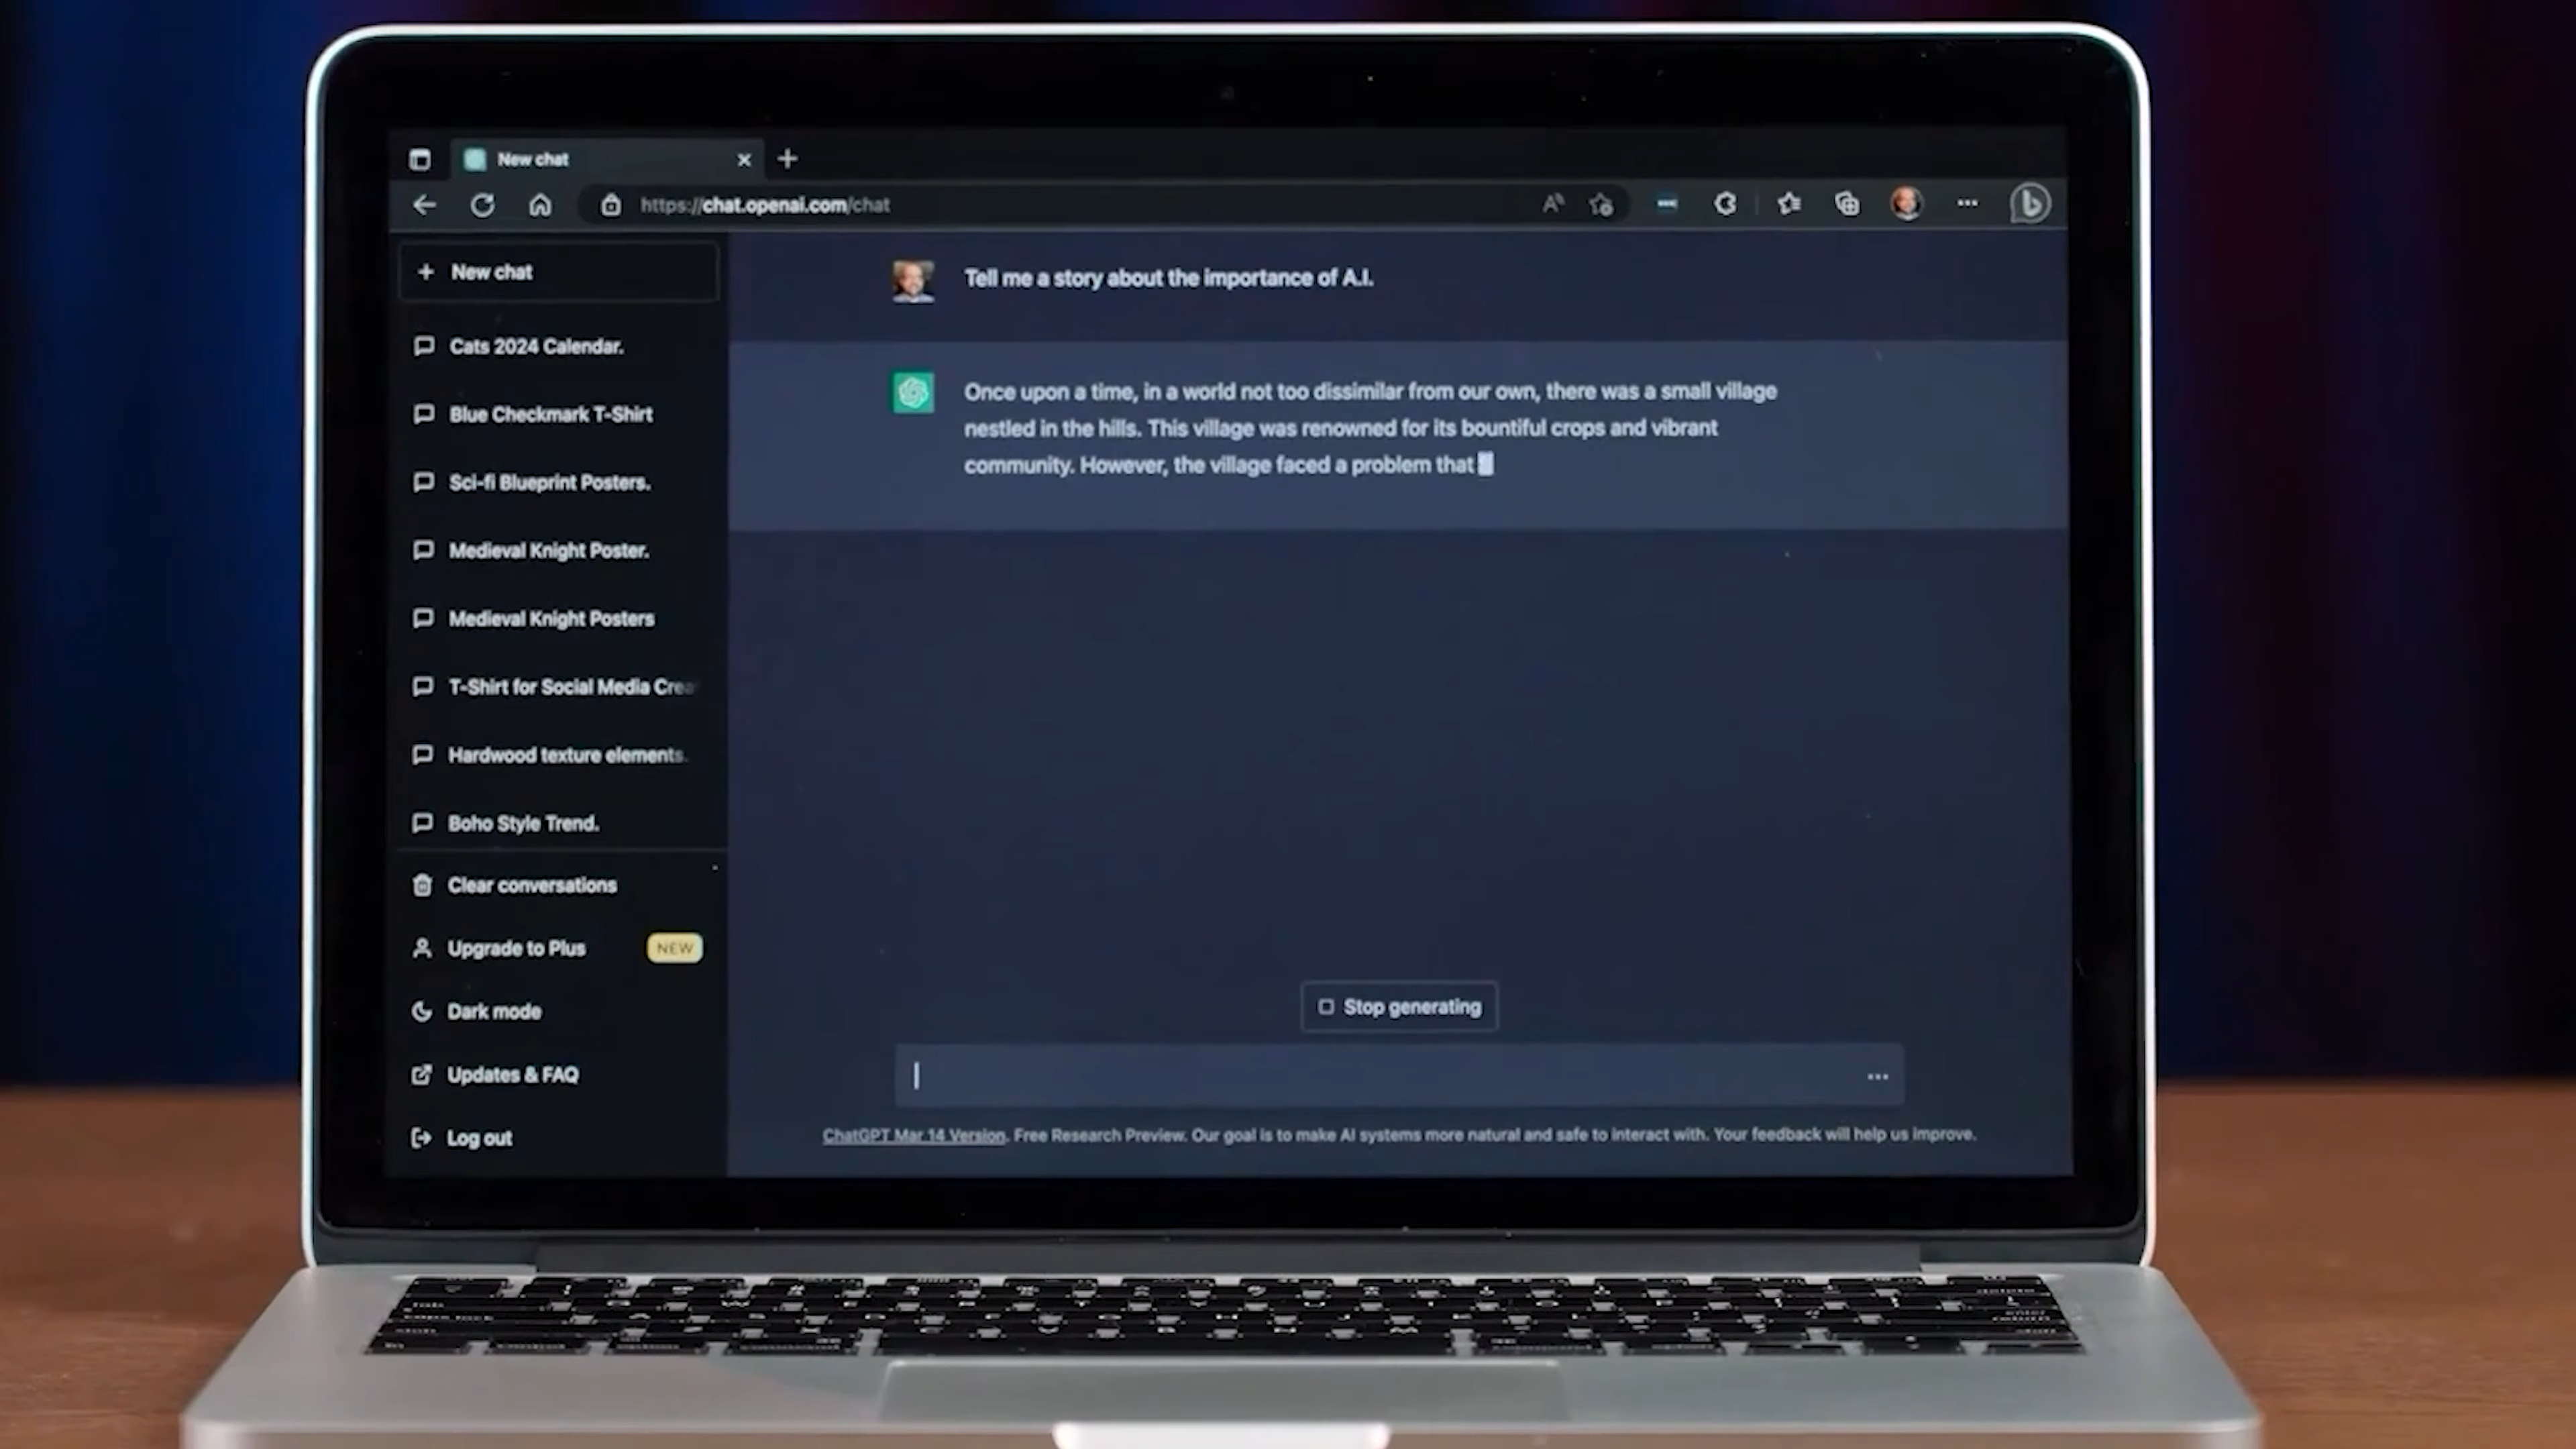 New chat
https://chat.openai.com/chat
New chat
Cats 2024 Calendar.
Blue Checkmark T-Shirt
Sci-fi Blueprint Posters.
Medieval Knight Poster.
Medieval Knight Posters
T-Shirt for Social Media Crea
Hardwood texture elements.
Boho Style Trend.
Clear conversations
Upgrade to Plus NEW
Dark mode
Updates & FAQ
Log out
Tell me a story about the importance of A.I.
Once upon a time, in a world not too dissimilar from our own, there was a small village
nestled in the hills. This village was renowned for its bountiful crops and vibrant
community. However, the village faced a problem that
Stop generating
ChatGPT Mar 14 Version. Free Research Preview. Our goal is to make AI systems more natural and safe to interact with. Your feedback will help us improve.